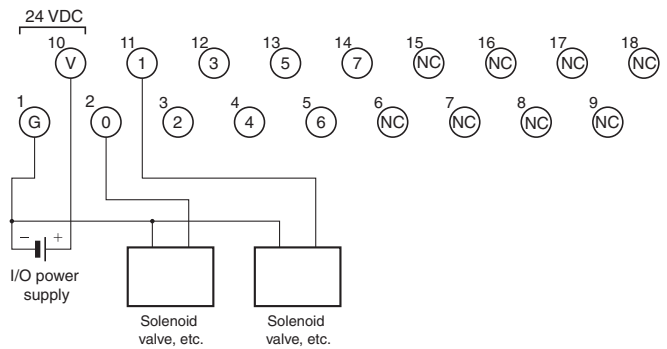 24 VDC
10 11 12 13 14 15 16 17 18
V 1 3 5 7 NC NC NC NC
1 2 3 4 5 6 7 8 9
G 0 2 4 6 NC NC NC NC
− +
I/O power
supply
Solenoid
valve, etc.
Solenoid
valve, etc.